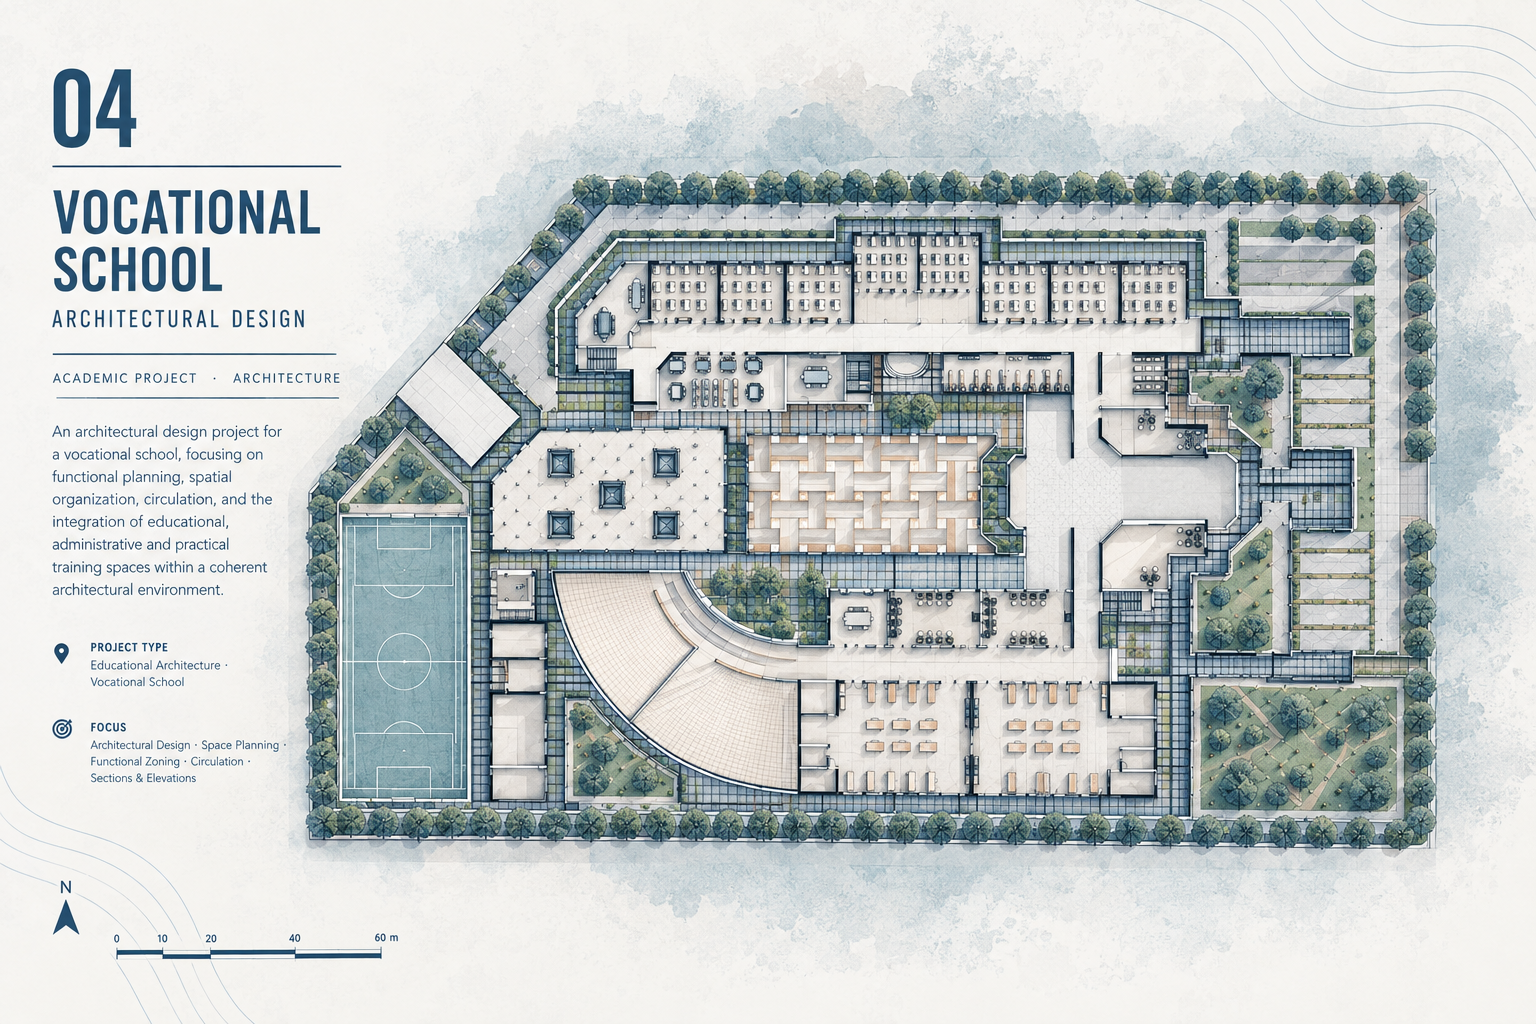 04
VOCATIONAL
SCHOOL
ARCHITECTURAL DESIGN
ACADEMIC PROJECT · ARCHITECTURE
An architectural design project for
a vocational school, focusing on
functional planning, spatial
organization, circulation, and the
integration of educational,
administrative and practical
training spaces within a coherent
architectural environment.
PROJECT TYPE
Educational Architecture ·
Vocational School
FOCUS
Architectural Design · Space Planning ·
Functional Zoning · Circulation ·
Sections & Elevations
N
0 10 20 40 60 m